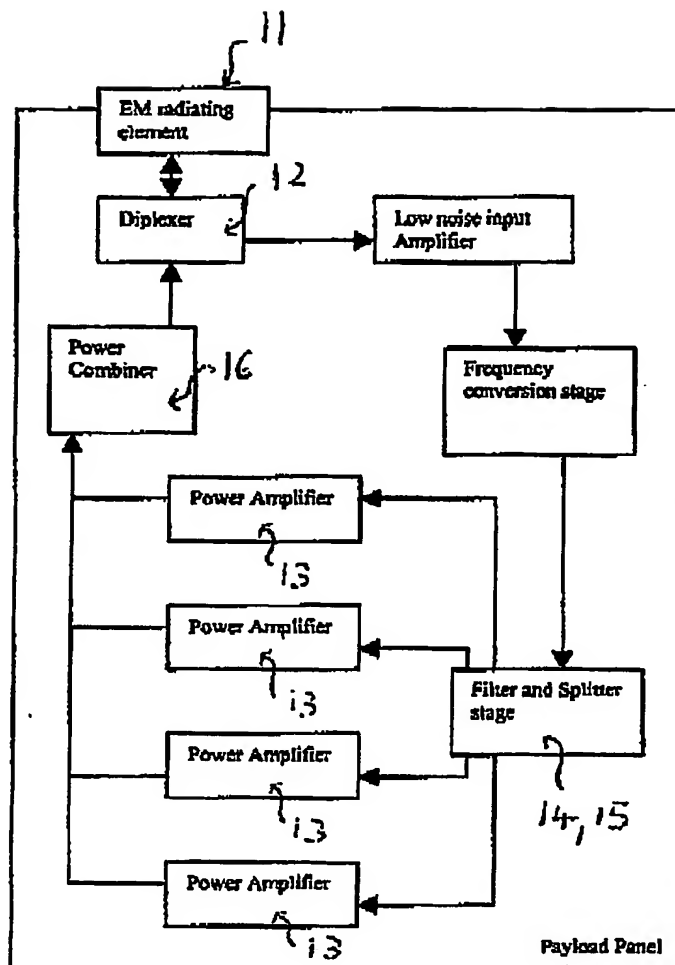 11
EM radiating
element
12
Diplexer
Low noise input
Amplifier
Power
Combiner
16
Frequency
conversion stage
Power Amplifier
13
Power Amplifier
13
Filter and Splitter
stage
Power Amplifier
13
14, 15
Power Amplifier
13
Payload Panel